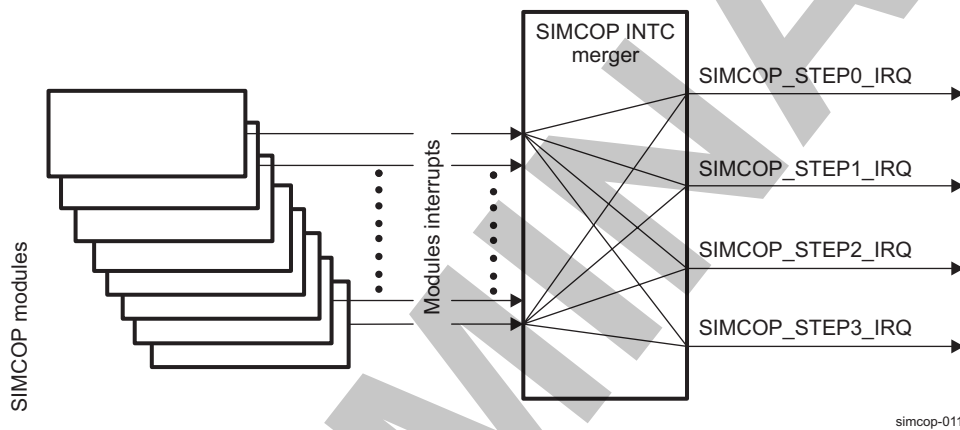 SIMCOP INTC
merger
SIMCOP_STEP0_IRQ
SIMCOP_STEP1_IRQ
SIMCOP_STEP2_IRQ
SIMCOP_STEP3_IRQ
Modules interrupts
SIMCOP modules
simcop-011